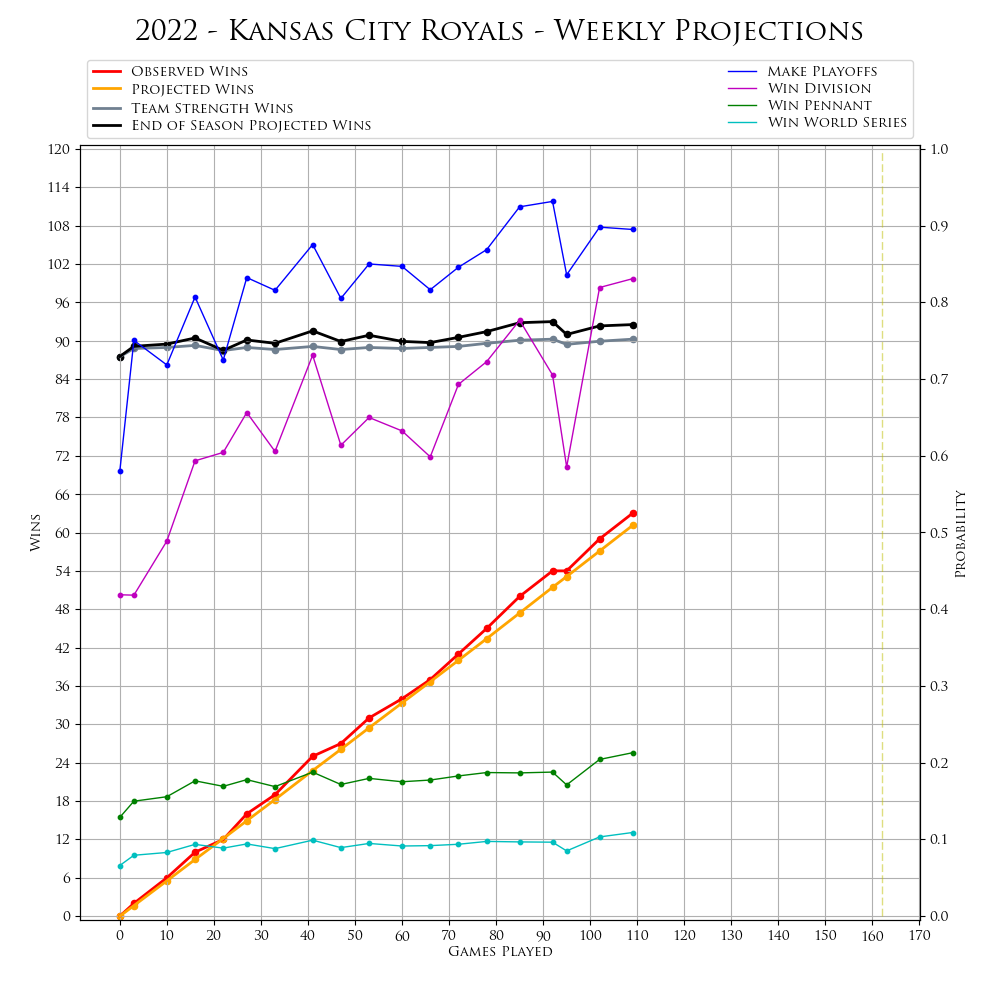 2022 - Kansas City Royals - Weekly Projections
Observed Wins
Projected Wins
Team Strength Wins
End of Season Projected Wins
Make Playoffs
Win Division
Win Pennant
Win World Series
120
114
108
102
96
90
84
78
72
66
60
54
48
42
36
30
24
18
12
6
0
Wins
1.0
0.9
0.8
0.7
0.6
0.5
0.4
0.3
0.2
0.1
0.0
Probability
0 10 20 30 40 50 60 70 80 90 100 110 120 130 140 150 160 170
Games Played